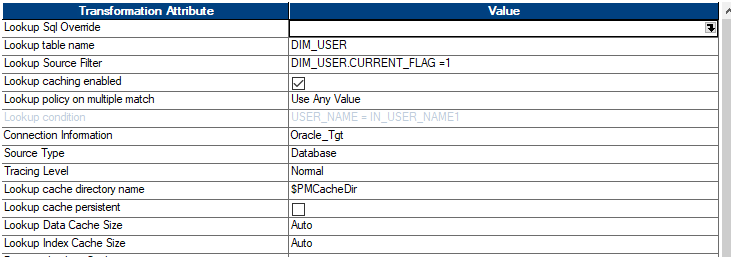 Transformation Attribute Value
Lookup Sql Override
Lookup table name DIM_USER
Lookup Source Filter DIM_USER.CURRENT_FLAG =1
Lookup caching enabled
Lookup policy on multiple match Use Any Value
Lookup condition USER_NAME = IN_USER_NAME1
Connection Information Oracle_Tgt
Source Type Database
Tracing Level Normal
Lookup cache directory name $PMCacheDir
Lookup cache persistent
Lookup Data Cache Size Auto
Lookup Index Cache Size Auto